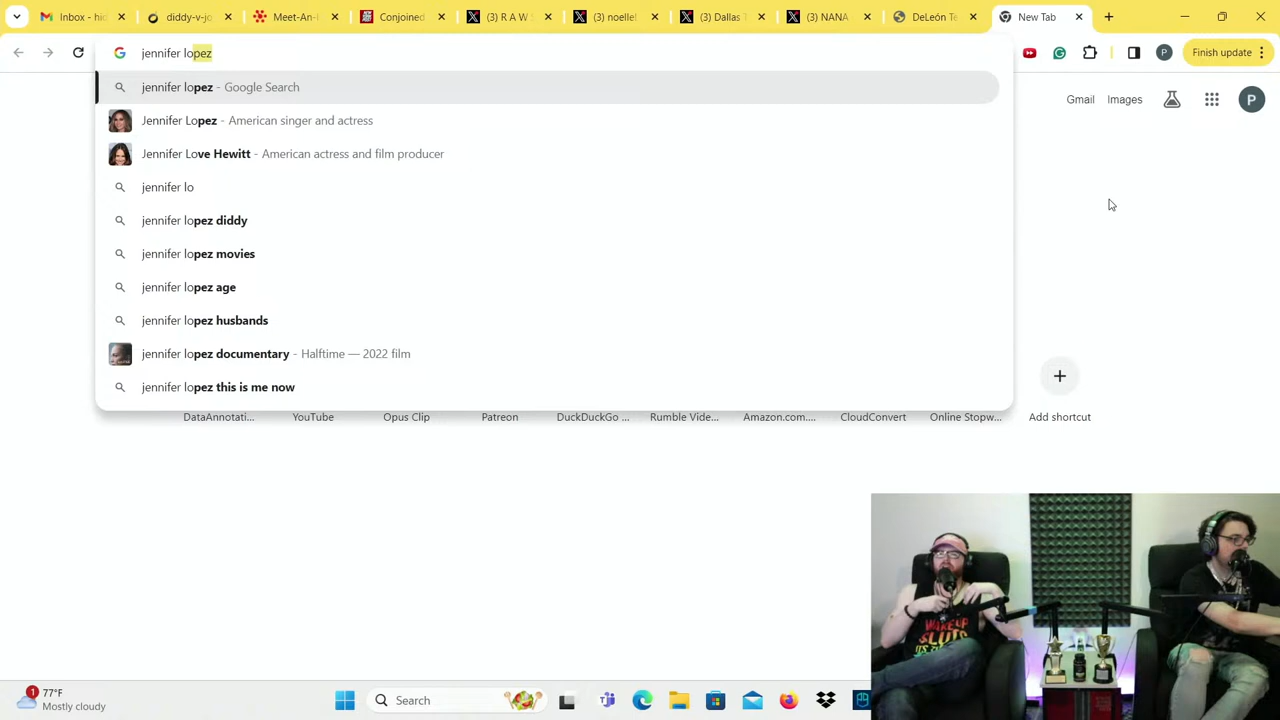 Inbox - hic
diddy-v-jo
Meet-An-I
Conjoined
(3) R A W S
(3) noelle!
(3) Dallas T
(3) NANA
DeLeón Te
New Tab
jennifer lopez
Finish update
jennifer lopez - Google Search
Jennifer Lopez - American singer and actress
Jennifer Love Hewitt - American actress and film producer
jennifer lo
jennifer lopez diddy
jennifer lopez movies
jennifer lopez age
jennifer lopez husbands
jennifer lopez documentary - Halftime — 2022 film
jennifer lopez this is me now
Gmail Images P
DataAnnotati... YouTube Opus Clip Patreon DuckDuckGo ... Rumble Vide... Amazon.com.... CloudConvert Online Stopw... Add shortcut
WAKE UP
SLUTS
1
77°F
Mostly cloudy
Search